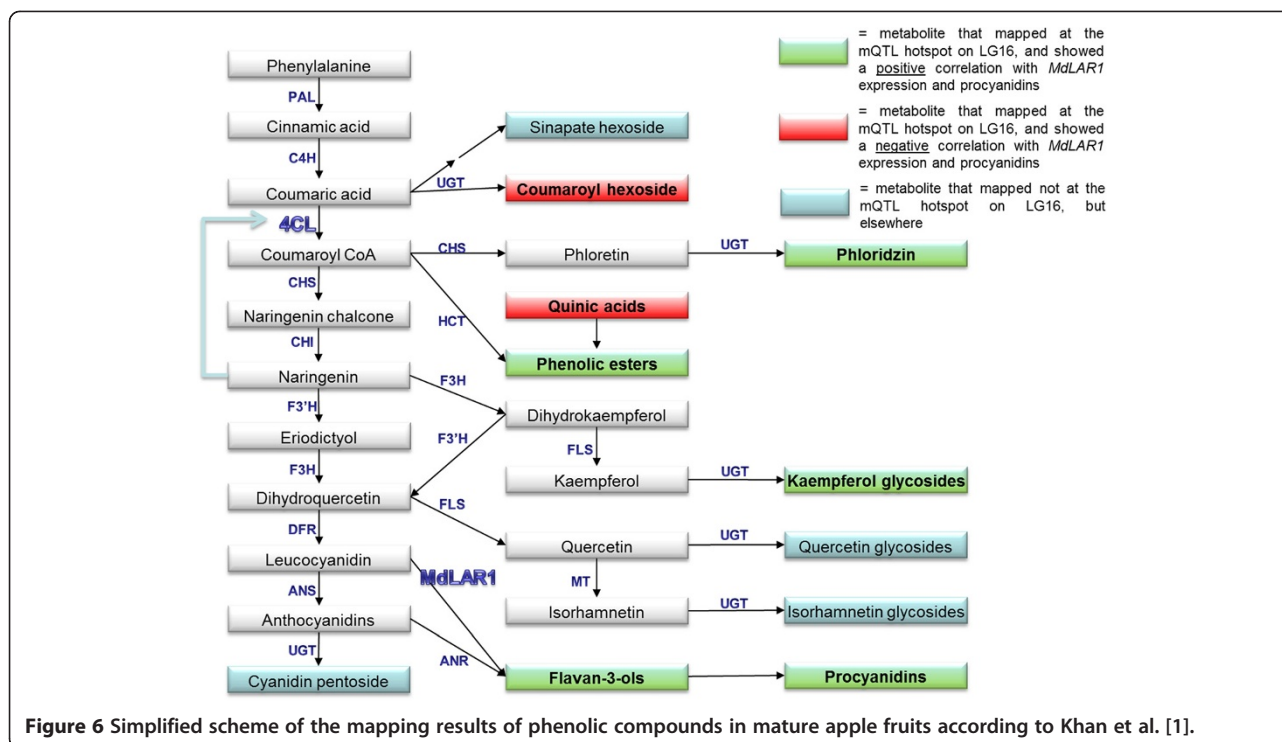 Phenylalanine
PAL
Cinnamic acid
C4H
Coumaric acid
4CL
Coumaroyl CoA
CHS
Naringenin chalcone
CHI
Naringenin
F3'H
Eriodictyol
F3H
Dihydroquercetin
DFR
Leucocyanidin
ANS
Anthocyanidins
UGT
Cyanidin pentoside
Sinapate hexoside
UGT
Coumaroyl hexoside
CHS
Phloretin
UGT
Phloridzin
Quinic acids
HCT
Phenolic esters
F3H
Dihydrokaempferol
F3'H
FLS
Kaempferol
UGT
Kaempferol glycosides
FLS
Quercetin
UGT
Quercetin glycosides
MT
Isorhamnetin
UGT
Isorhamnetin glycosides
MdLAR1
ANR
Flavan-3-ols
Procyanidins
= metabolite that mapped at the
mQTL hotspot on LG16, and showed
a positive correlation with MdLAR1
expression and procyanidins
= metabolite that mapped at the
mQTL hotspot on LG16, and showed
a negative correlation with MdLAR1
expression and procyanidins
= metabolite that mapped not at the
mQTL hotspot on LG16, but
elsewhere
Figure 6 Simplified scheme of the mapping results of phenolic compounds in mature apple fruits according to Khan et al. [1].